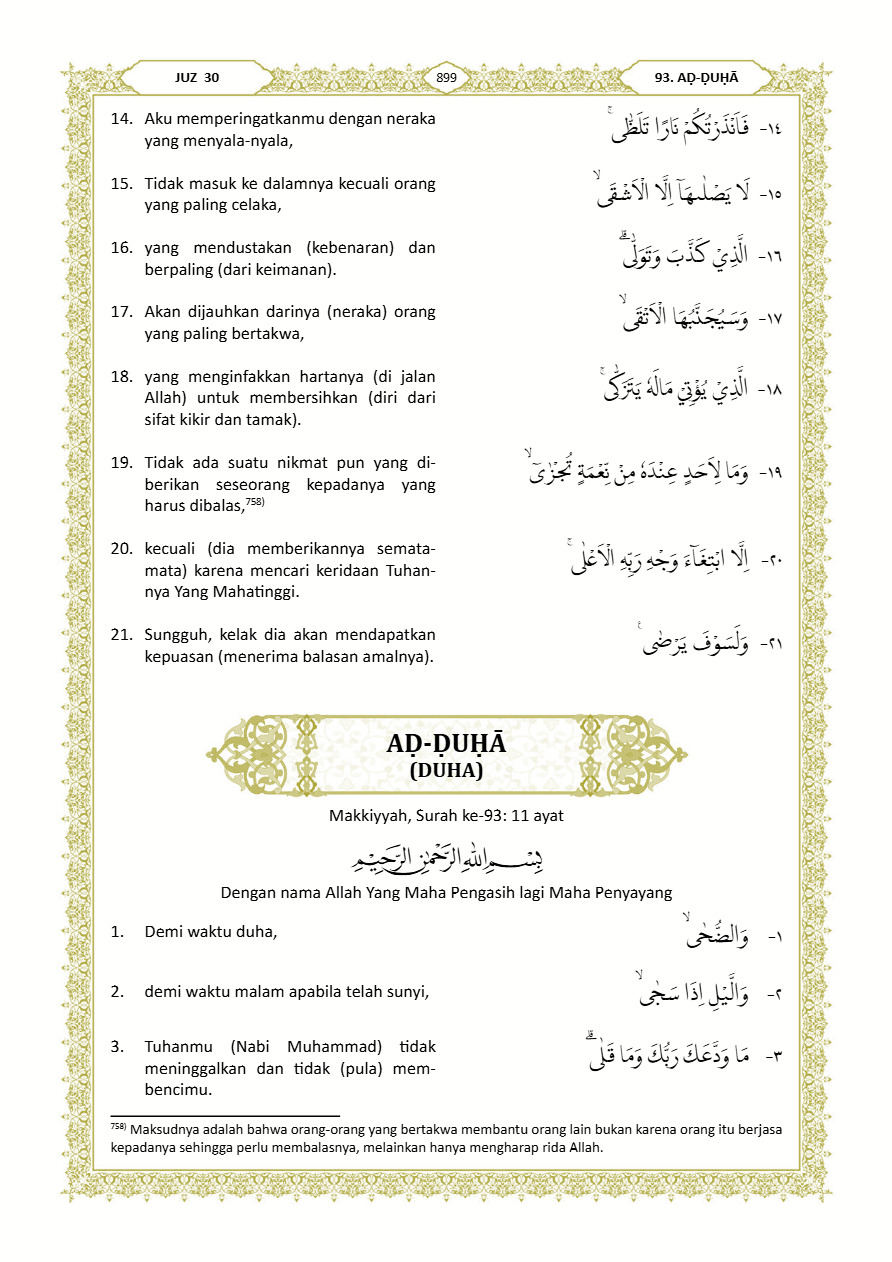 JUZ 30
899
93. AḌ-ḌUḤĀ
14. Aku memperingatkanmu dengan neraka
yang menyala-nyala,
١٤- فَاَنْذَرْتُكُمْ نَارًا تَلَظّٰىۚ
15. Tidak masuk ke dalamnya kecuali orang
yang paling celaka,
١٥- لَا يَصْلٰىهَآ اِلَّا الْاَشْقَىۙ
16. yang mendustakan (kebenaran) dan
berpaling (dari keimanan).
١٦- الَّذِيْ كَذَّبَ وَتَوَلّٰىۗ
17. Akan dijauhkan darinya (neraka) orang
yang paling bertakwa,
١٧- وَسَيُجَنَّبُهَا الْاَتْقَىۙ
18. yang menginfakkan hartanya (di jalan
Allah) untuk membersihkan (diri dari
sifat kikir dan tamak).
١٨- الَّذِيْ يُؤْتِيْ مَالَهٗ يَتَزَكّٰىۚ
19. Tidak ada suatu nikmat pun yang di-
berikan seseorang kepadanya yang
harus dibalas,⁷⁵⁸⁾
١٩- وَمَا لِاَحَدٍ عِنْدَهٗ مِنْ نِّعْمَةٍ تُجْزٰىٓۙ
20. kecuali (dia memberikannya semata-
mata) karena mencari keridaan Tuhan-
nya Yang Mahatinggi.
٢٠- اِلَّا ابْتِغَاۤءَ وَجْهِ رَبِّهِ الْاَعْلٰىۚ
21. Sungguh, kelak dia akan mendapatkan
kepuasan (menerima balasan amalnya).
٢١- وَلَسَوْفَ يَرْضٰى ࣖ
AḌ-ḌUḤĀ
(DUHA)
Makkiyyah, Surah ke-93: 11 ayat
بِسْمِ اللّٰهِ الرَّحْمٰنِ الرَّحِيْمِ
Dengan nama Allah Yang Maha Pengasih lagi Maha Penyayang
1. Demi waktu duha,
١- وَالضُّحٰىۙ
2. demi waktu malam apabila telah sunyi,
٢- وَالَّيْلِ اِذَا سَجٰىۙ
3. Tuhanmu (Nabi Muhammad) tidak
meninggalkan dan tidak (pula) mem-
bencimu.
٣- مَا وَدَّعَكَ رَبُّكَ وَمَا قَلٰىۗ
⁷⁵⁸⁾ Maksudnya adalah bahwa orang-orang yang bertakwa membantu orang lain bukan karena orang itu berjasa
kepadanya sehingga perlu membalasnya, melainkan hanya mengharap rida Allah.